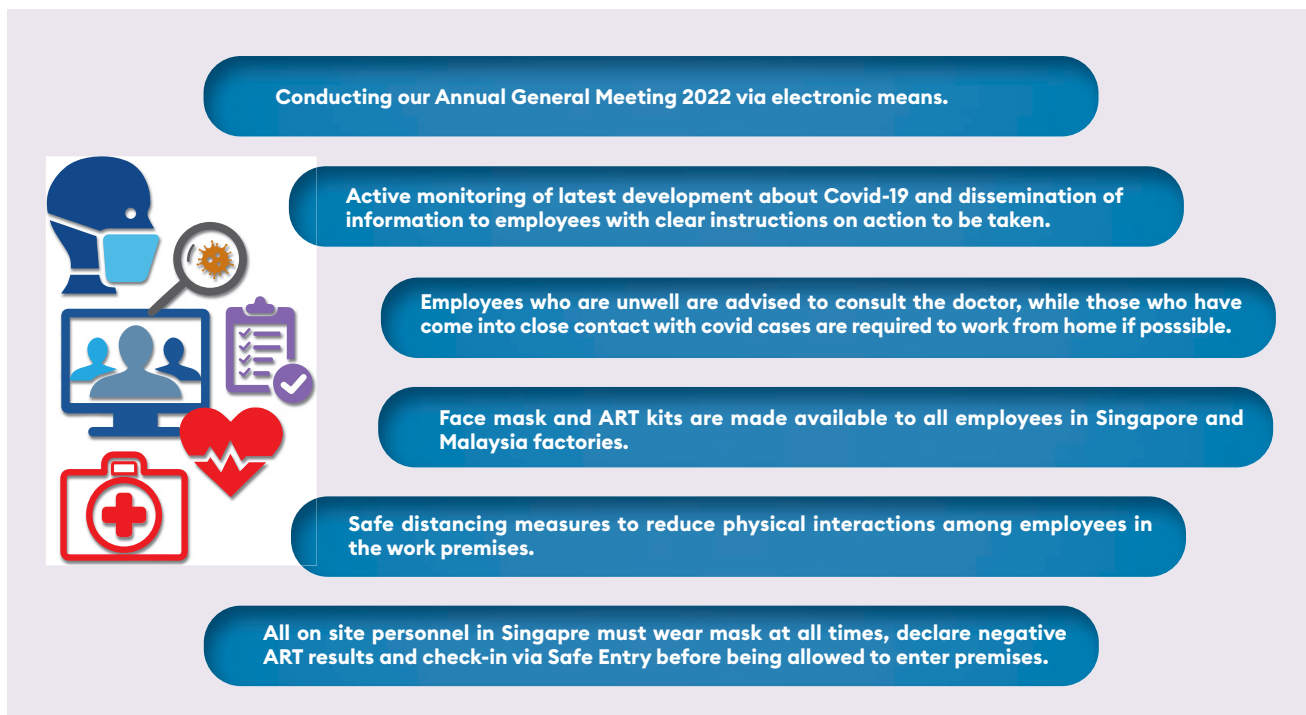 Conducting our Annual General Meeting 2022 via electronic means.
Active monitoring of latest development about Covid-19 and dissemination of
information to employees with clear instructions on action to be taken.
Employees who are unwell are advised to consult the doctor, while those who have
come into close contact with covid cases are required to work from home if posssible.
Face mask and ART kits are made available to all employees in Singapore and
Malaysia factories.
Safe distancing measures to reduce physical interactions among employees in
the work premises.
All on site personnel in Singapre must wear mask at all times, declare negative
ART results and check-in via Safe Entry before being allowed to enter premises.